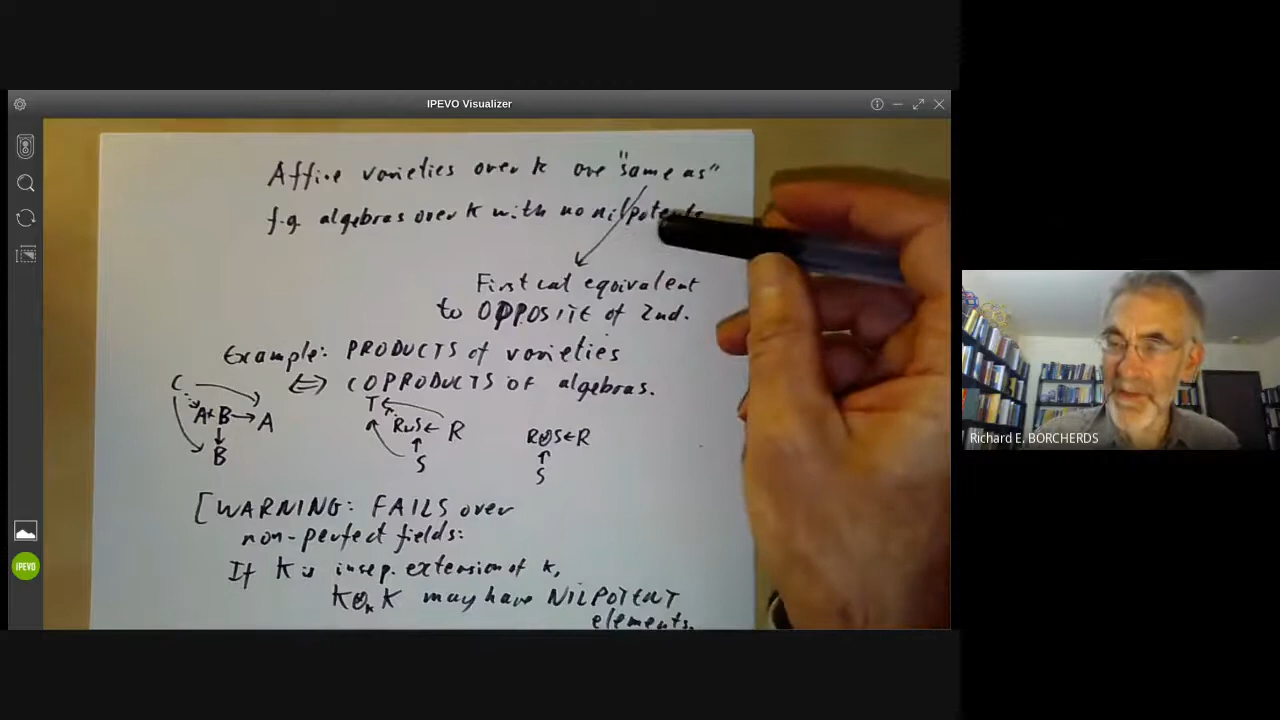 IPEVO Visualizer
Affine varieties over k are "same as"
f.g. algebras over k with no nilpotents
First cat equivalent
to OPPOSITE of 2nd.
Example: PRODUCTS of varieties
⇔ COPRODUCTS of algebras.
C
A×B → A
B
T
R⊔S ← R
S
R⊗S ← R
S
[WARNING: FAILS over
non-perfect fields:
If K is insep. extension of k,
K⊗ₖK may have NILPOTENT
elements.
IPEVO
Richard E. BORCHERDS